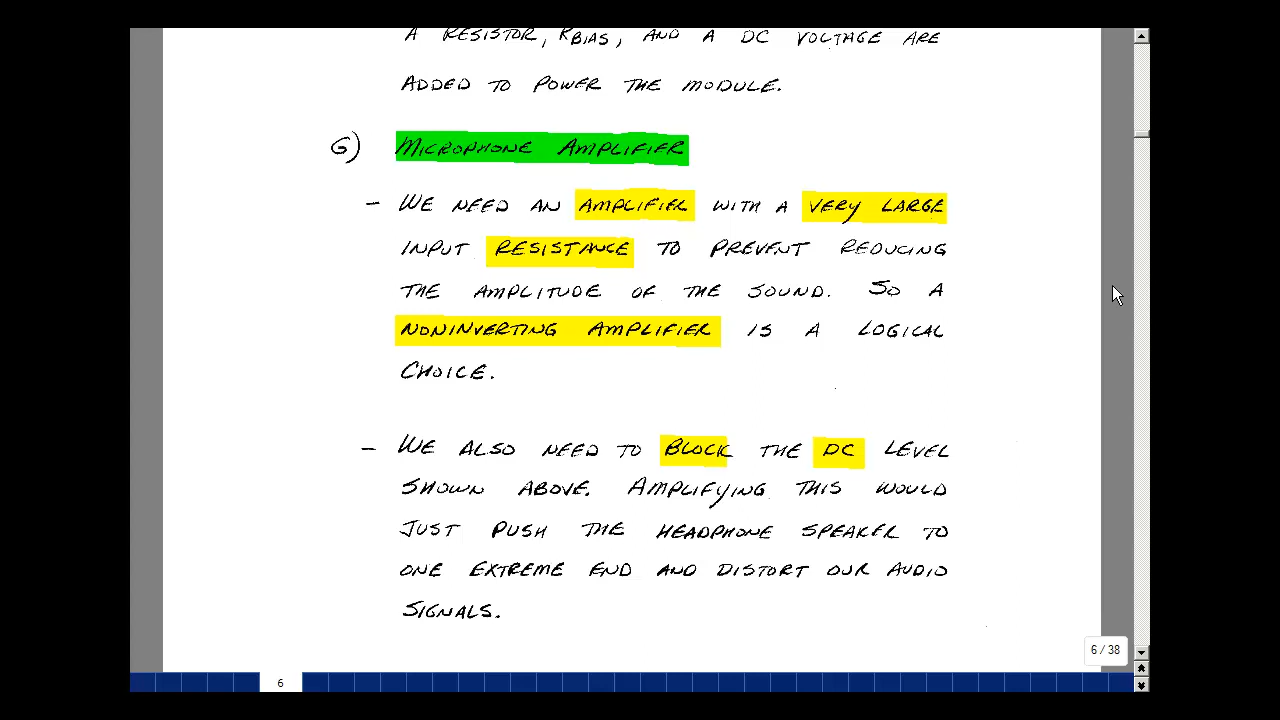 A RESISTOR, RBIAS, AND A DC VOLTAGE ARE
ADDED TO POWER THE MODULE.
G) MICROPHONE AMPLIFIER
- WE NEED AN AMPLIFIER WITH A VERY LARGE
INPUT RESISTANCE TO PREVENT REDUCING
THE AMPLITUDE OF THE SOUND. SO A
NONINVERTING AMPLIFIER IS A LOGICAL
CHOICE.
- WE ALSO NEED TO BLOCK THE DC LEVEL
SHOWN ABOVE. AMPLIFYING THIS WOULD
JUST PUSH THE HEADPHONE SPEAKER TO
ONE EXTREME END AND DISTORT OUR AUDIO
SIGNALS.
6 / 38
6